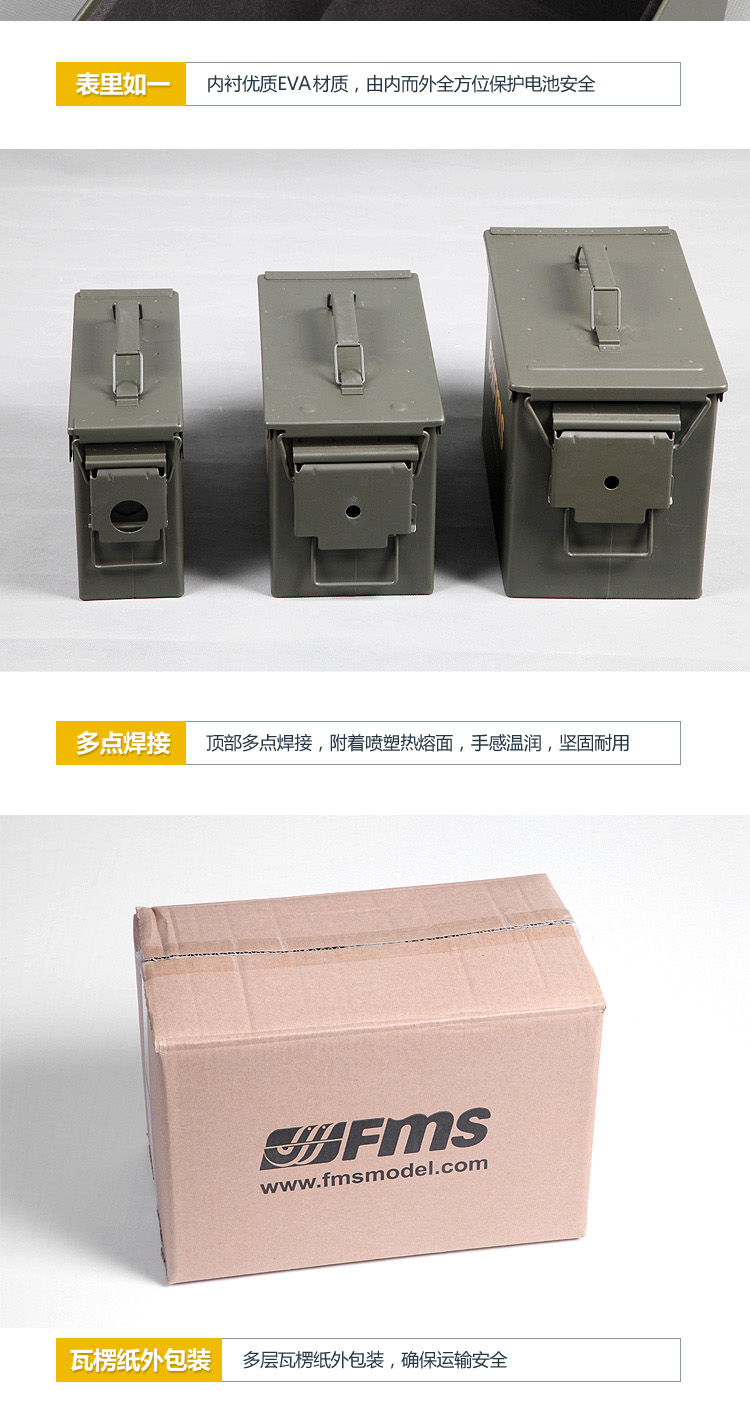 表里如一
内衬优质EVA材质，由内而外全方位保护电池安全
多点焊接
顶部多点焊接，附着喷塑热熔面，手感温润，坚固耐用
Fms
www.fmsmodel.com
瓦楞纸外包装
多层瓦楞纸外包装，确保运输安全